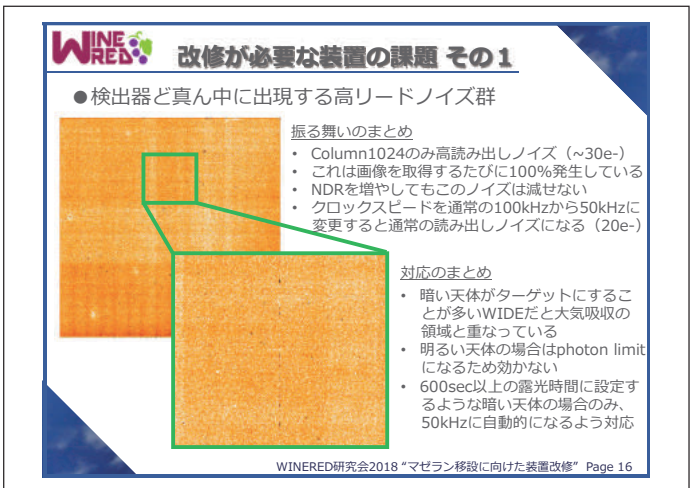 WINE RED
改修が必要な装置の課題 その１
●検出器ど真ん中に出現する高リードノイズ群
振る舞いのまとめ
• Column1024のみ高読み出しノイズ（~30e-）
• これは画像を取得するたびに100%発生している
• NDRを増やしてもこのノイズは減せない
• クロックスピードを通常の100kHzから50kHzに
変更すると通常の読み出しノイズになる（20e-）
対応のまとめ
• 暗い天体がターゲットにするこ
とが多いWIDEだと大気吸収の
領域と重なっている
• 明るい天体の場合はphoton limit
になるため効かない
• 600sec以上の露光時間に設定す
るような暗い天体の場合のみ、
50kHzに自動的になるよう対応
WINERED研究会2018 “マゼラン移設に向けた装置改修” Page 16